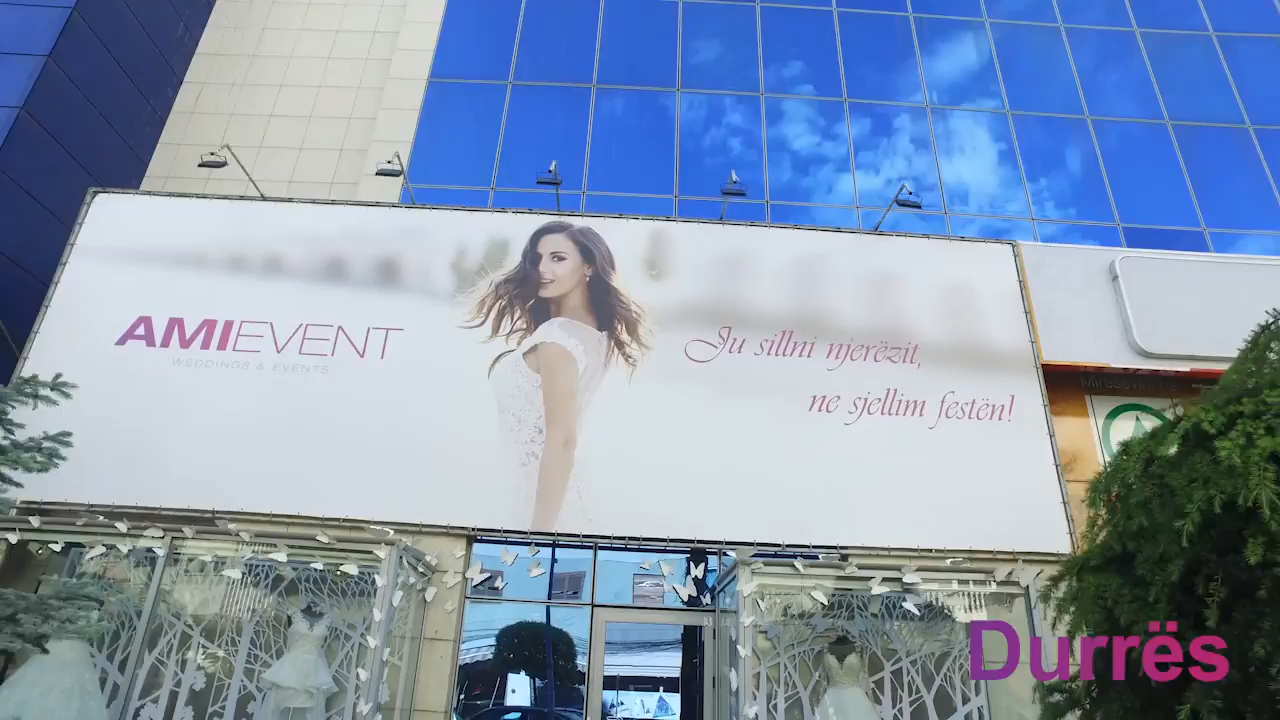 AMIEVENT
WEDDINGS & EVENTS
Ju sillni njerëzit,
ne sjellim festën!
Durrës